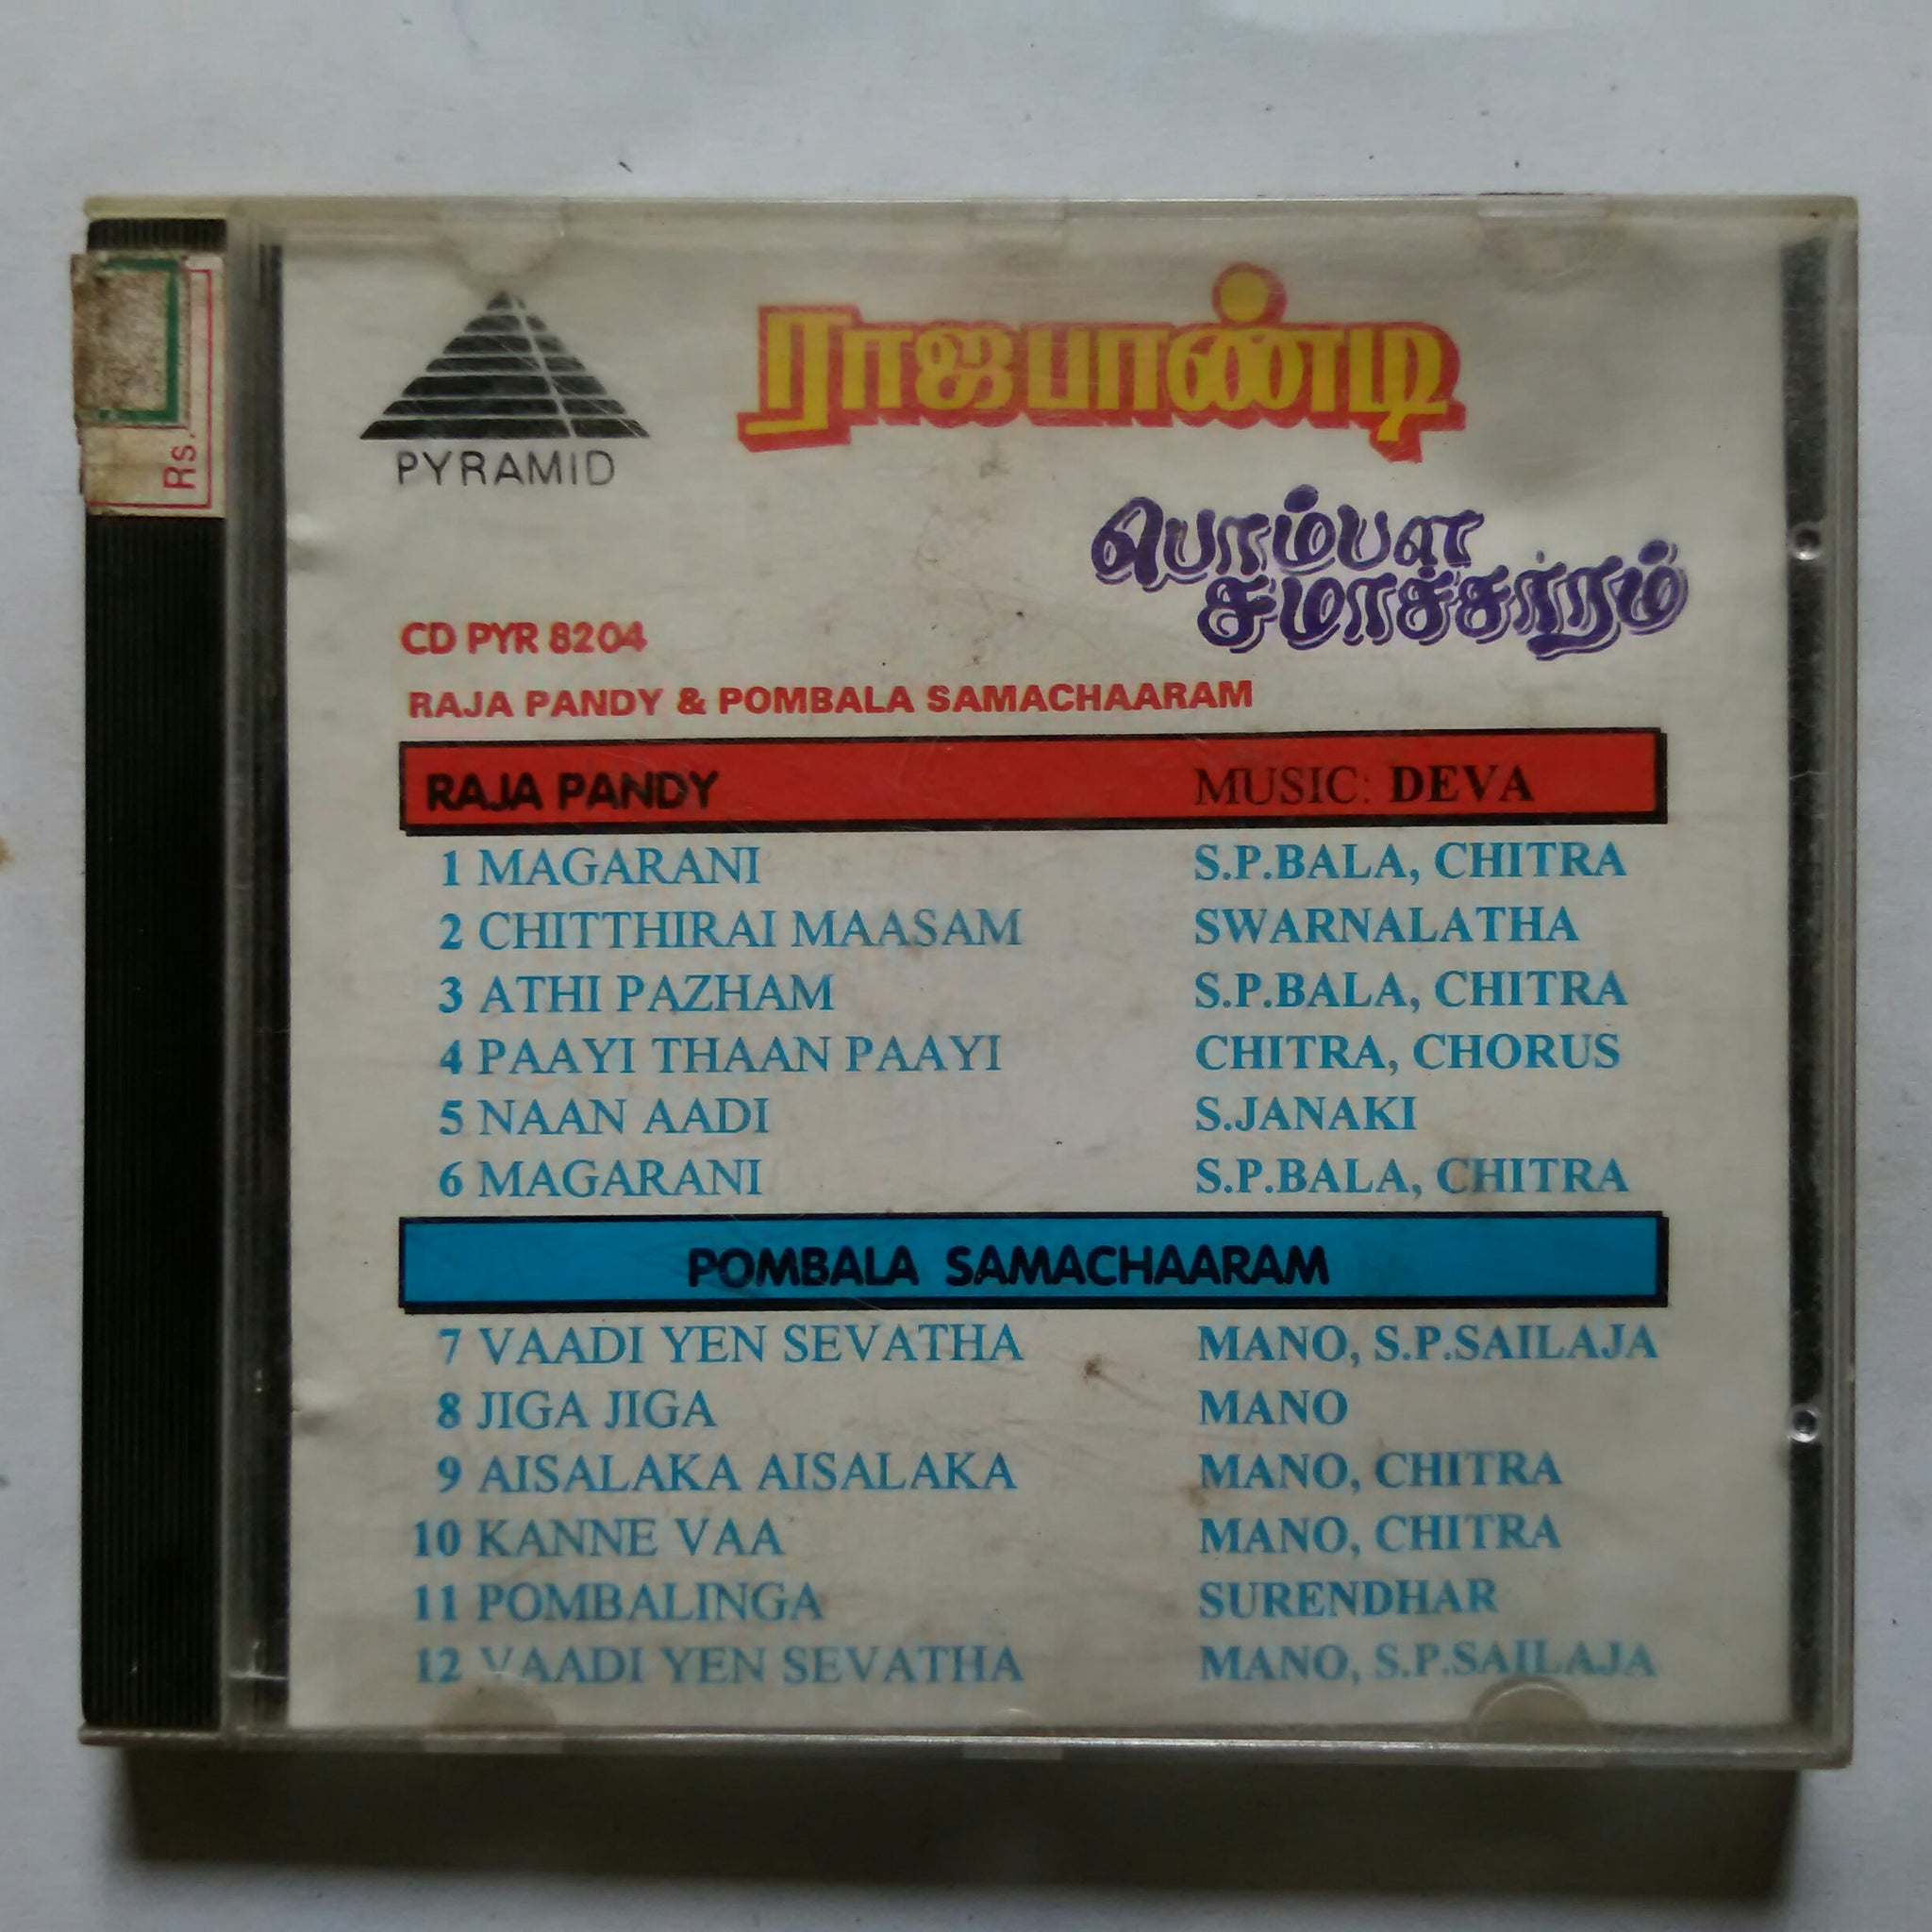 Rs.
PYRAMID
ராஜபாண்டி
பொம்பள
சமாச்சாரம்
CD PYR 8204
RAJA PANDY & POMBALA SAMACHAARAM
RAJA PANDY MUSIC: DEVA
1 MAGARANI S.P.BALA, CHITRA
2 CHITTHIRAI MAASAM SWARNALATHA
3 ATHI PAZHAM S.P.BALA, CHITRA
4 PAAYI THAAN PAAYI CHITRA, CHORUS
5 NAAN AADI S.JANAKI
6 MAGARANI S.P.BALA, CHITRA
POMBALA SAMACHAARAM
7 VAADI YEN SEVATHA MANO, S.P.SAILAJA
8 JIGA JIGA MANO
9 AISALAKA AISALAKA MANO, CHITRA
10 KANNE VAA MANO, CHITRA
11 POMBALINGA SURENDHAR
12 VAADI YEN SEVATHA MANO, S.P.SAILAJA